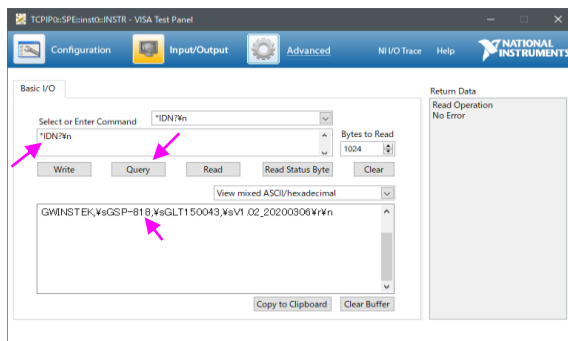 TCPIP0::SPE::inst0::INSTR - VISA Test Panel
Configuration Input/Output Advanced NI I/O Trace Help NATIONAL INSTRUMENTS
Basic I/O
Return Data
Read Operation
No Error
Select or Enter Command *IDN?¥n
*IDN?¥n
Bytes to Read
1024
Write Query Read Read Status Byte Clear
View mixed ASCII/hexadecimal
GWINSTEK,¥sGSP-818,¥sGLT150043,¥sV1.02_20200306¥r¥n
Copy to Clipboard Clear Buffer